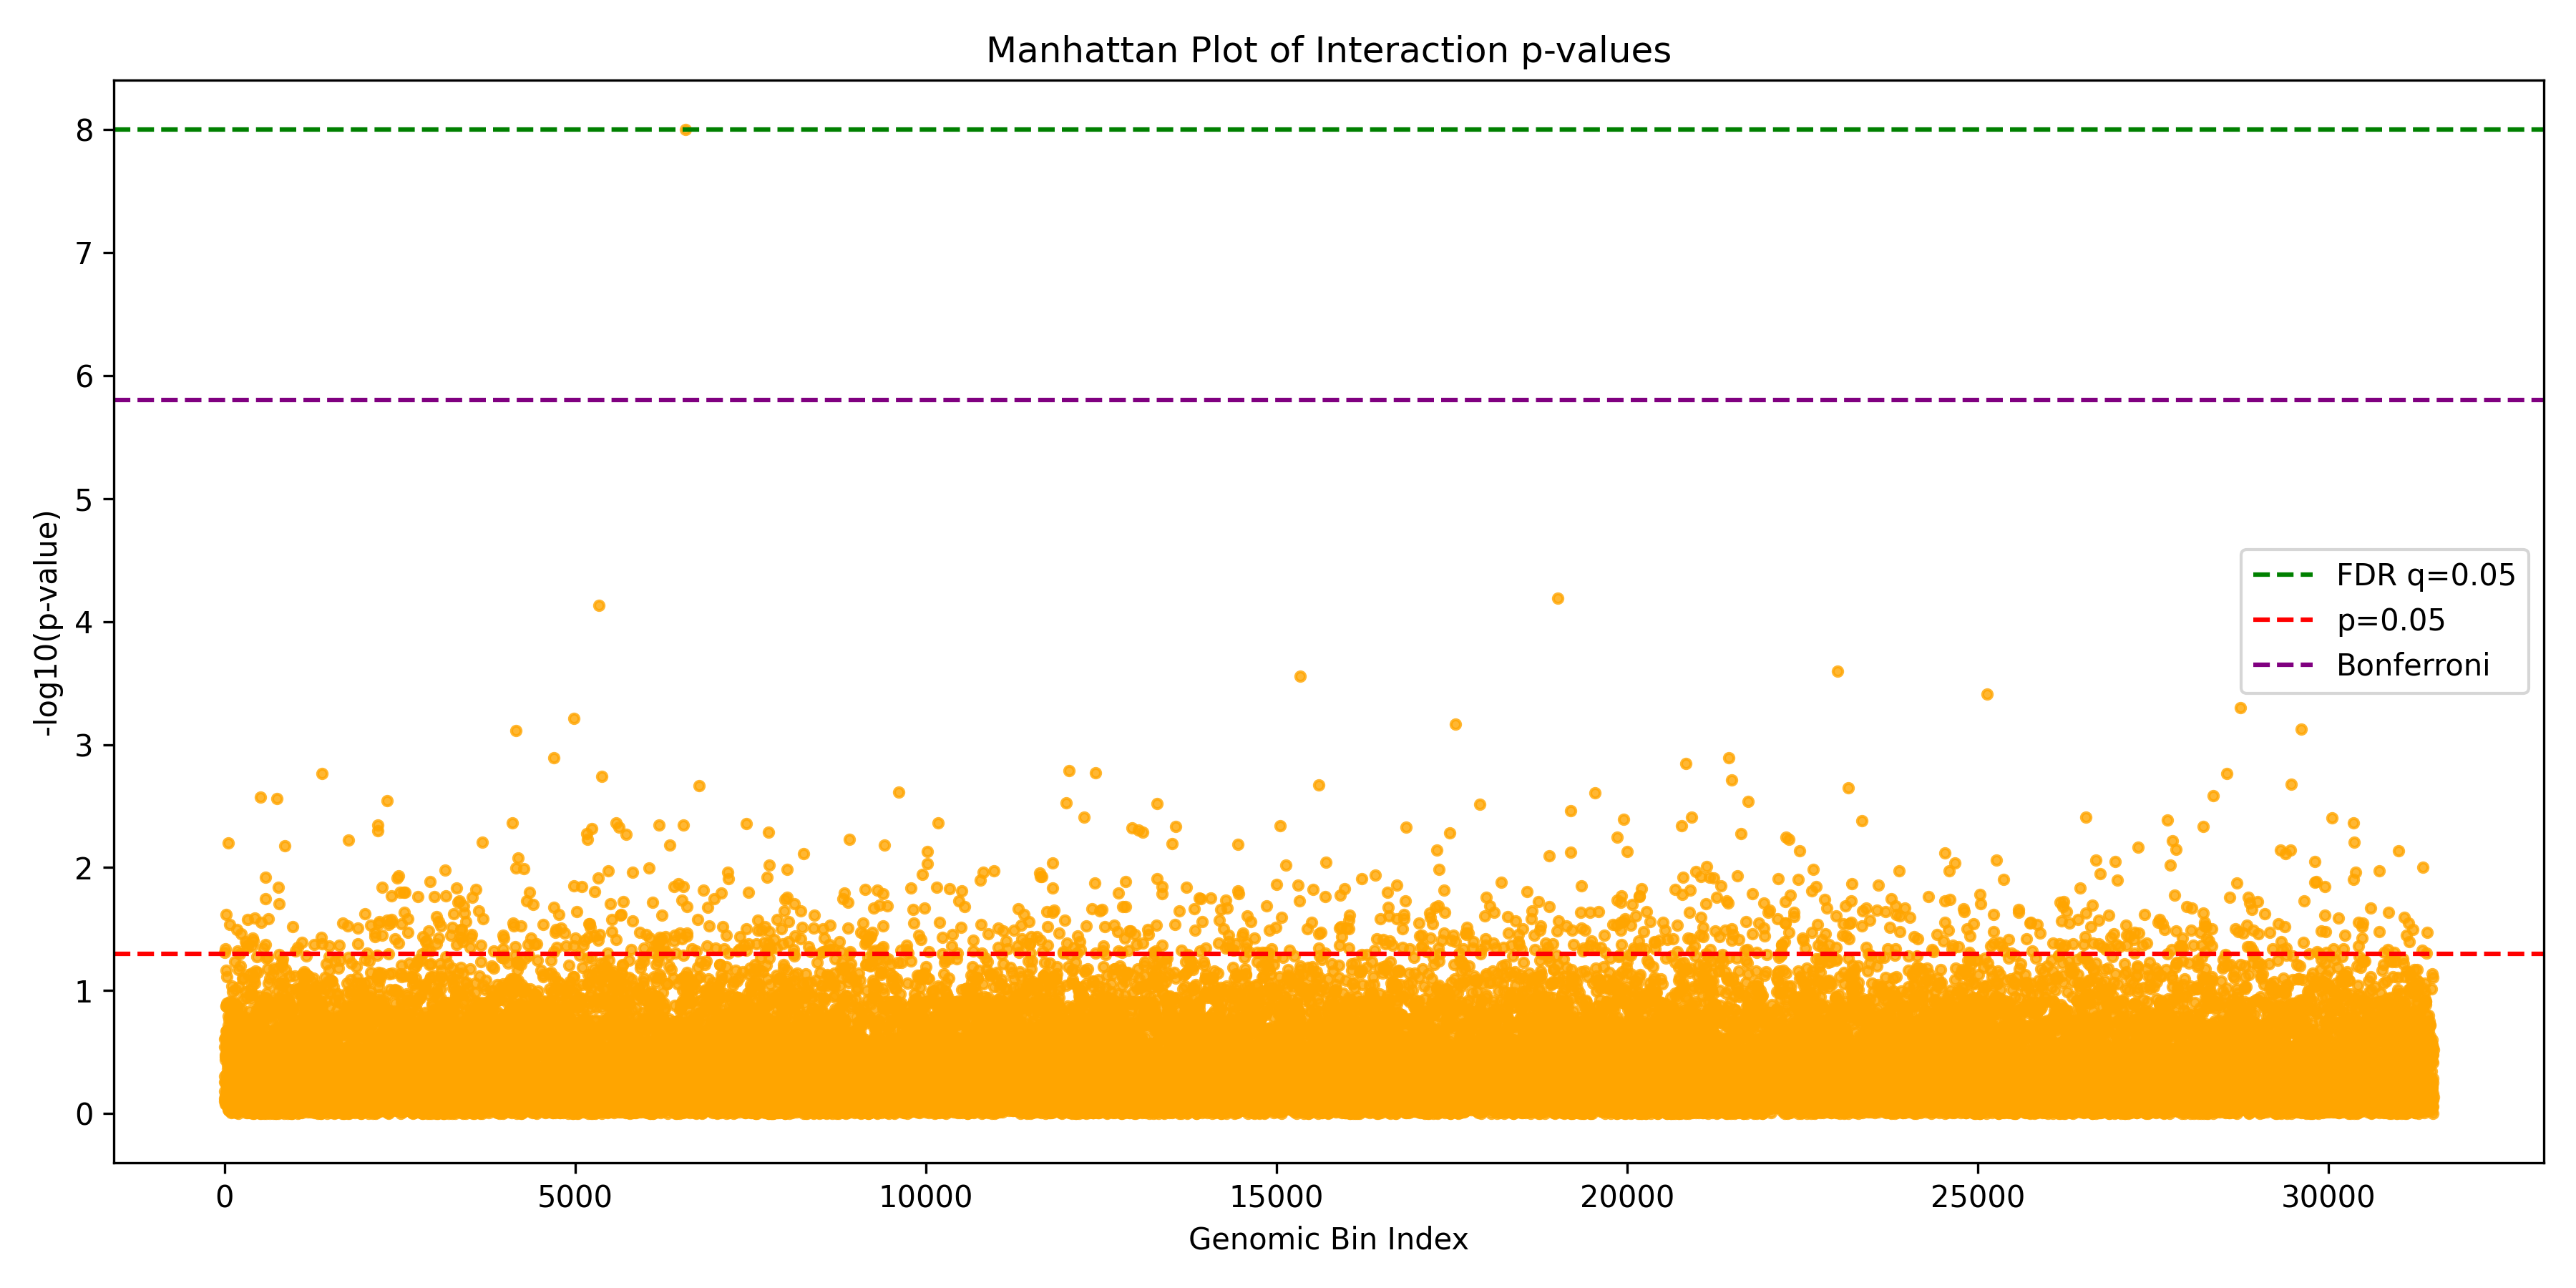 Manhattan Plot of Interaction p-values
-log10(p-value)
8
7
6
5
4
3
2
1
0
FDR q=0.05
p=0.05
Bonferroni
0 5000 10000 15000 20000 25000 30000
Genomic Bin Index